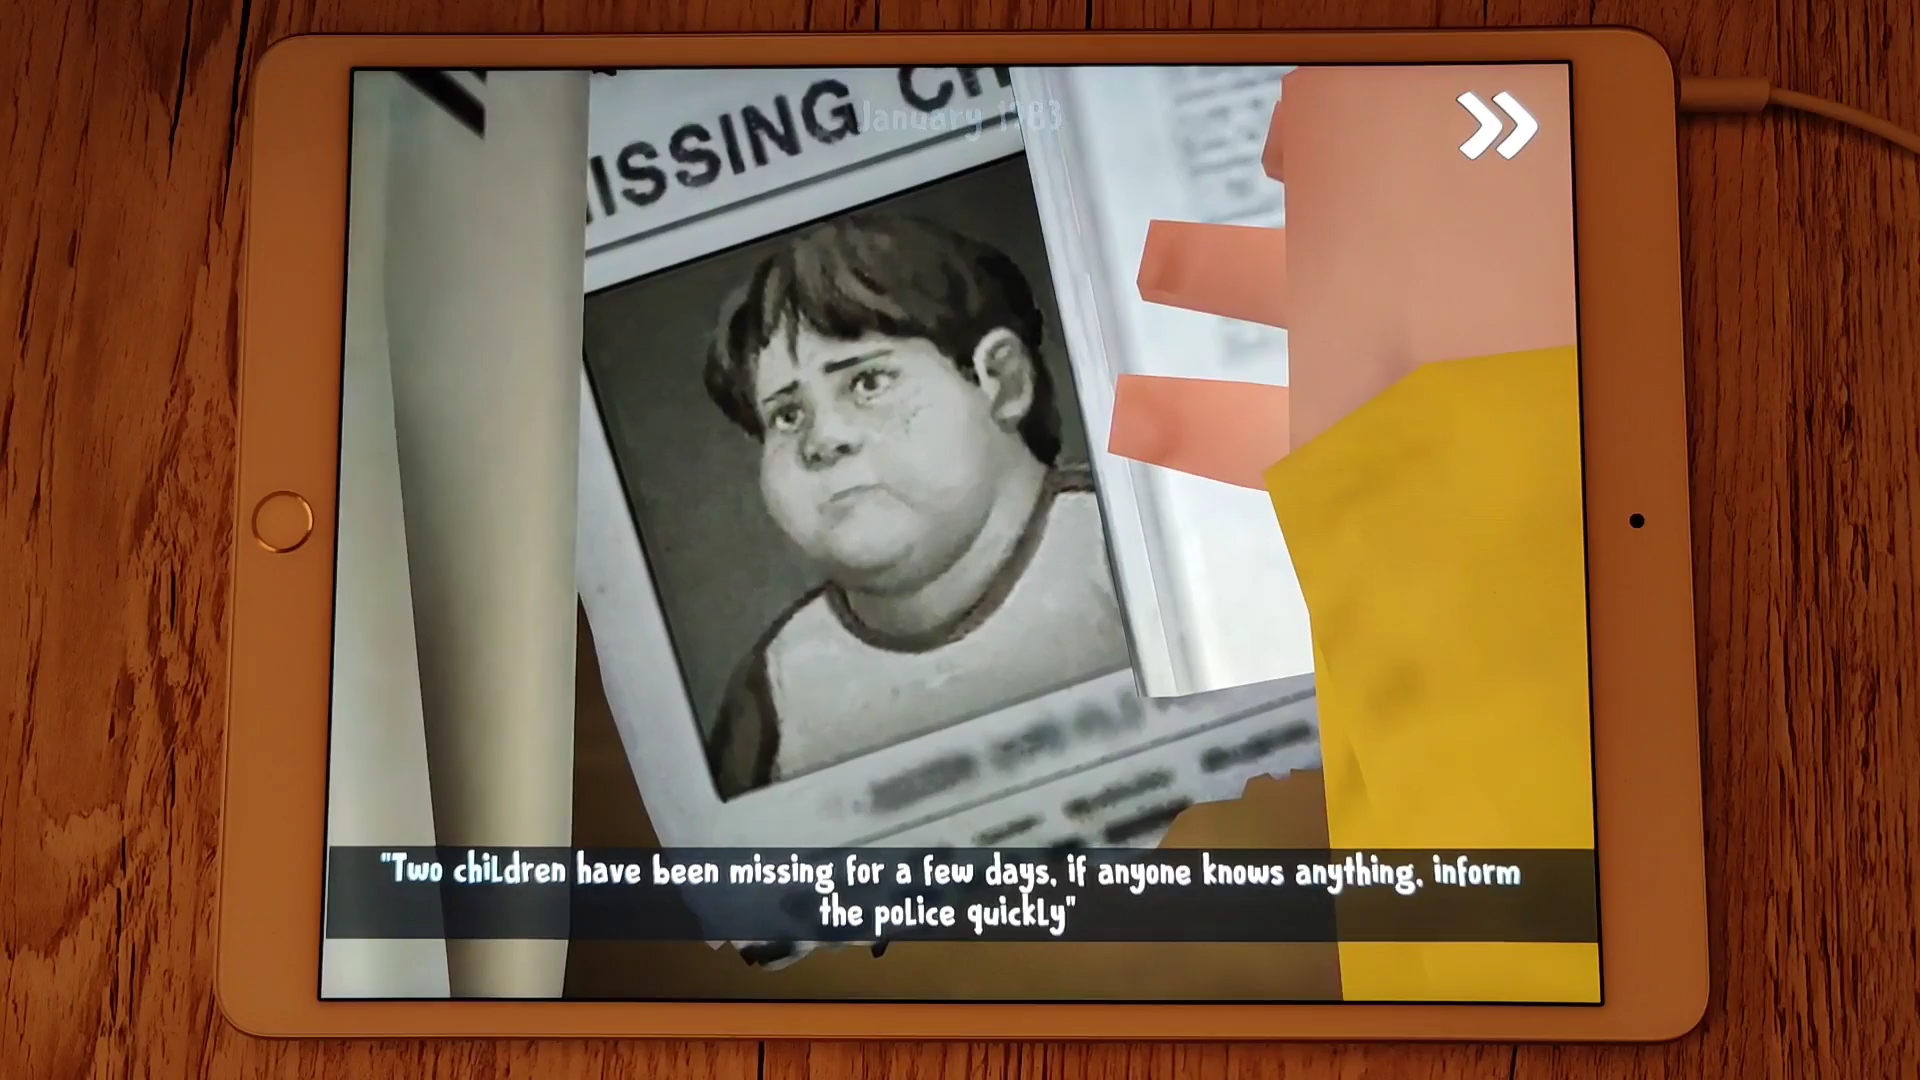 ISSING CH
January 1983
"Two children have been missing for a few days, if anyone knows anything, inform
the police quickly"